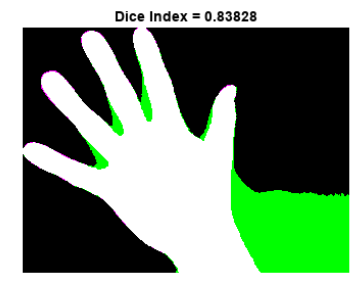 Dice Index = 0.83828